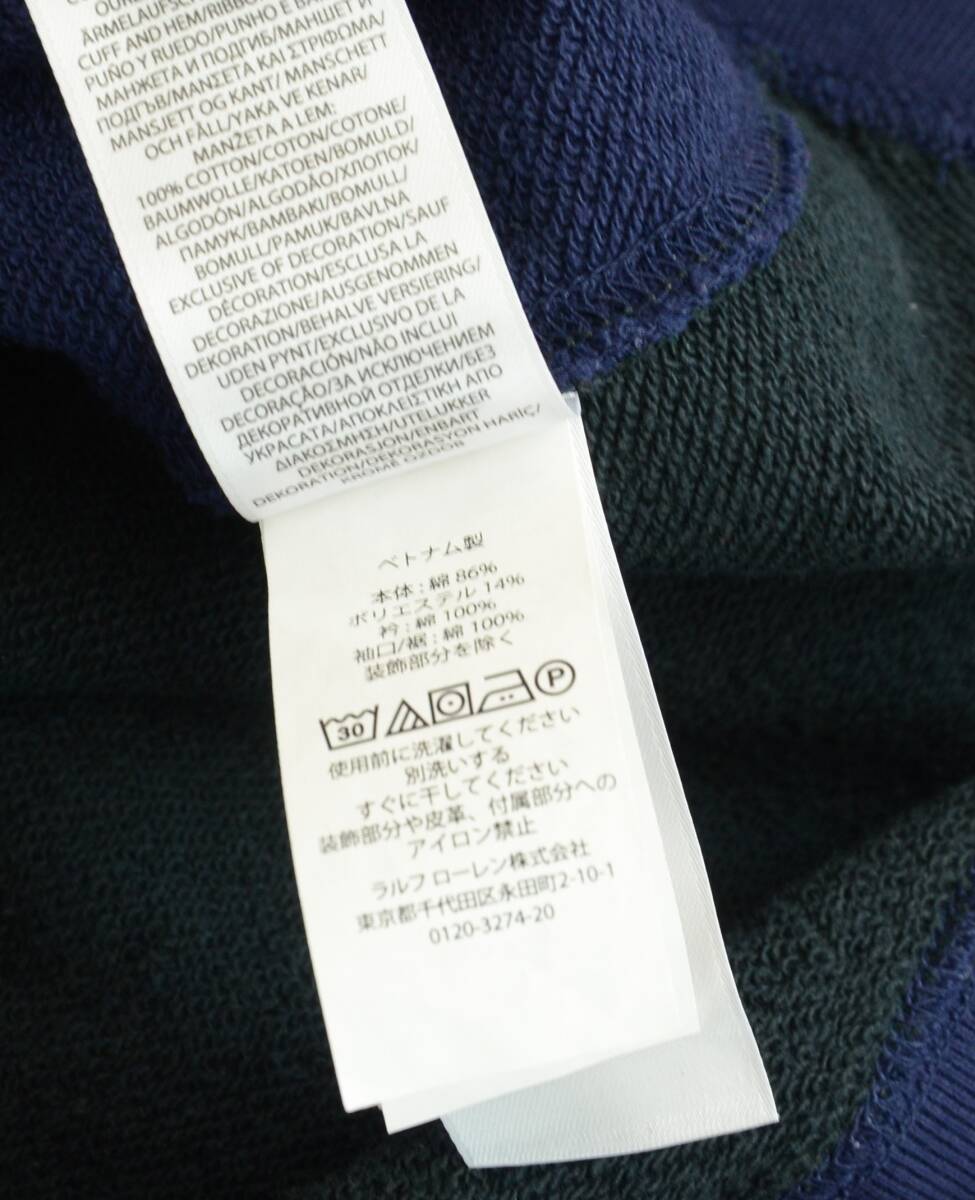 ÄRMELAUFSCH
CUFF AND HEM/RIBBO
PUÑO Y RUEDO/PUNHO E BA
МАНЖЕТА И ПОДГИБ/МАНШЕТ И
ПОДГЪВ/ΜΑΝΣΕΤΑ ΚΑΙ ΣΤΡΙΦΩΜΑ/
MANSJETT OG KANT/ MANSCHETT
OCH FÅLL/YAKA VE KENAR/
MANŽETA A LEM:
100% COTTON/COTON/COTONE/
BAUMWOLLE/KATOEN/BOMULD/
ALGODÓN/ALGODÃO/ХЛОПОК/
ПАМУК/ΒΑΜΒΑΚΙ/BOMULL/
BOMULL/PAMUK/BAVLNA
EXCLUSIVE OF DECORATION/SAUF
DÉCORATION/ESCLUSA LA
DECORAZIONE/AUSGENOMMEN
DEKORATION/BEHALVE VERSIERING/
UDEN PYNT/EXCLUSIVO DE LA
DECORACIÓN/NÃO INCLUI
DECORAÇÃO/ЗА ИСКЛЮЧЕНИЕМ
ДЕКОРАТИВНОЙ ОТДЕЛКИ/БЕЗ
УКРАСАТА/ΑΠΟΚΛΕΙΣΤΙΚΗ ΑΠΟ
ΔΙΑΚΟΣΜΗΣΗ/UTELUKKER
DEKORASJON/ENBART
DEKORATION/DEKORASYON HARİÇ/
KROMĚ OZDOB
ベトナム製
本体 : 綿 86%
ポリエステル 14%
衿 : 綿 100%
袖口/裾 : 綿 100%
装飾部分を除く
30 P
使用前に洗濯してください
別洗いする
すぐに干してください
装飾部分や皮革、付属部分への
アイロン禁止
ラルフ ローレン株式会社
東京都千代田区永田町2-10-1
0120-3274-20